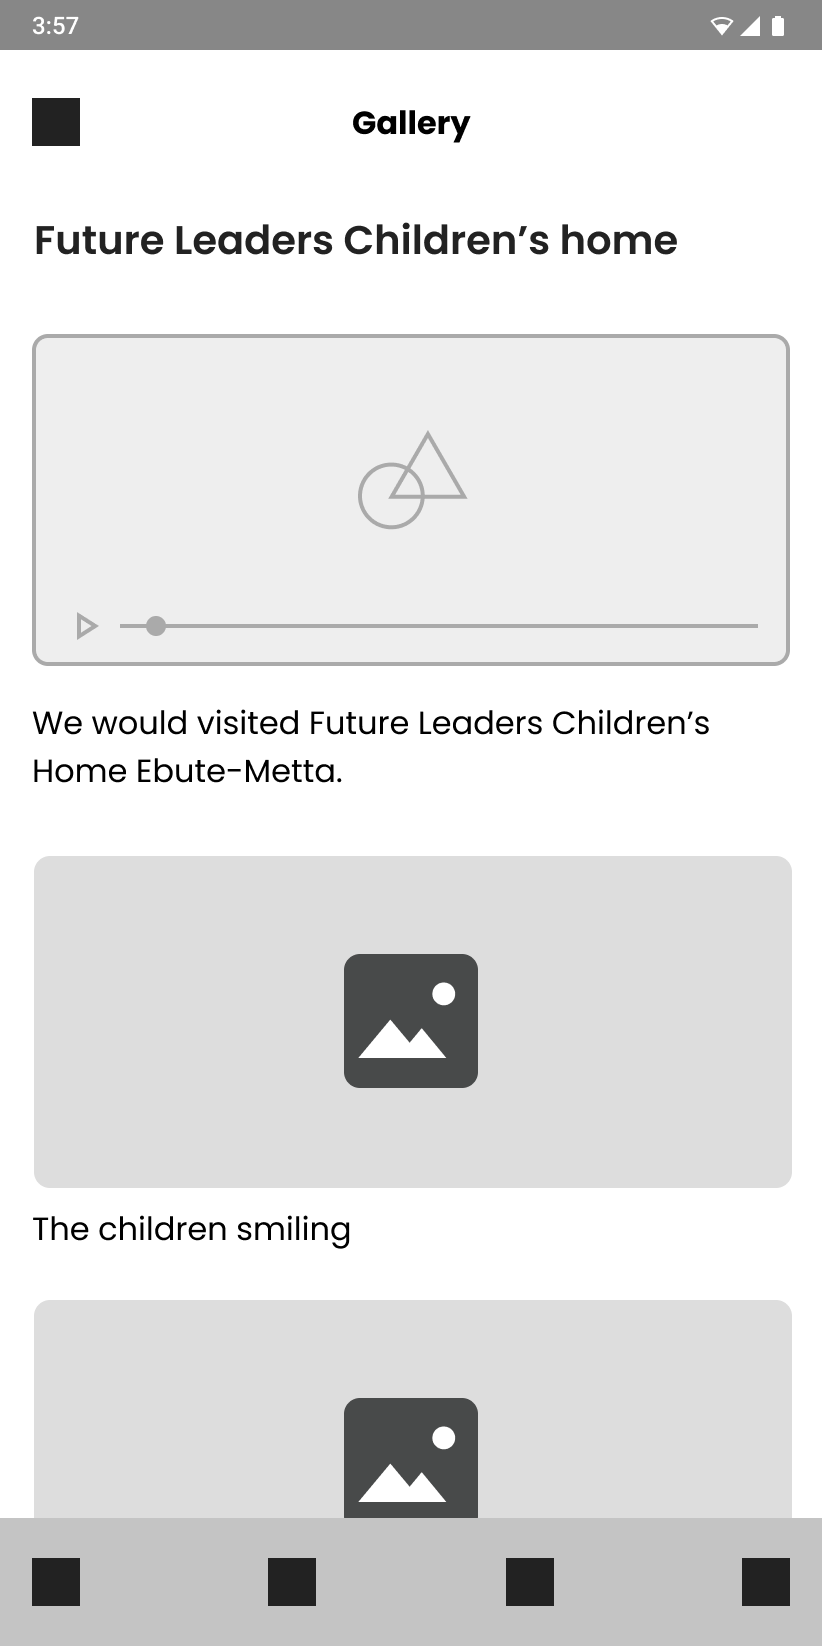 3:57
Gallery
Future Leaders Children’s home
We would visited Future Leaders Children’s
Home Ebute-Metta.
The children smiling